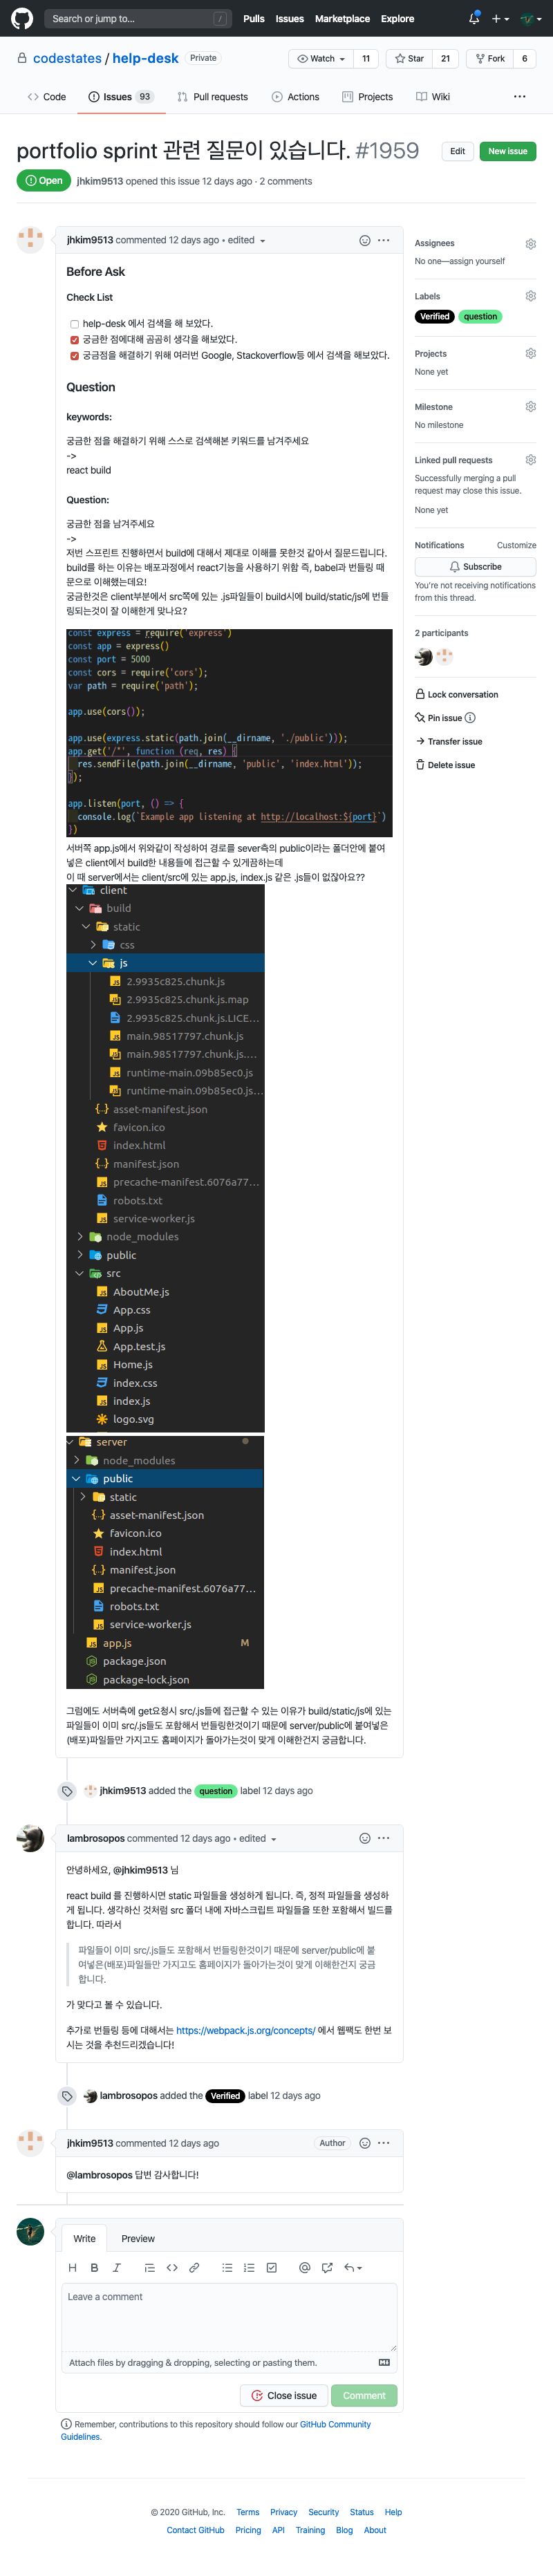 Search or jump to...
/
Pulls
Issues
Marketplace
Explore
codestates / help-desk
Private
Watch
11
Star
21
Fork
6
Code
Issues 93
Pull requests
Actions
Projects
Wiki
portfolio sprint 관련 질문이 있습니다. #1959
Edit
New issue
Open
jhkim9513 opened this issue 12 days ago · 2 comments
jhkim9513 commented 12 days ago • edited
Before Ask
Check List
help-desk 에서 검색을 해 보았다.
궁금한 점에대해 곰곰히 생각을 해보았다.
궁금점을 해결하기 위해 여러번 Google, Stackoverflow등 에서 검색을 해보았다.
Question
keywords:
궁금한 점을 해결하기 위해 스스로 검색해본 키워드를 남겨주세요
->
react build
Question:
궁금한 점을 남겨주세요
->
저번 스프린트 진행하면서 build에 대해서 제대로 이해를 못한것 같아서 질문드립니다.
build를 하는 이유는 배포과정에서 react기능을 사용하기 위함 즉, babel과 번들링 때
문으로 이해했는데요!
궁금한것은 client부분에서 src쪽에 있는 .js파일들이 build시에 build/static/js에 번들
링되는것이 잘 이해한게 맞나요?
const express = require('express')
const app = express()
const port = 5000
const cors = require('cors');
var path = require('path');
app.use(cors());
app.use(express.static(path.join(__dirname, './public')));
app.get('/*', function (req, res) {
res.sendFile(path.join(__dirname, 'public', 'index.html'));
});
app.listen(port, () => {
console.log(`Example app listening at http://localhost:${port}`)
})
서버쪽 app.js에서 위와같이 작성하여 경로를 sever측의 public이라는 폴더안에 붙여
넣은 client에서 build한 내용들에 접근할 수 있게끔하는데
이 때 server에서는 client/src에 있는 app.js, index.js 같은 .js들이 없잖아요??
client
build
static
css
js
2.9935c825.chunk.js
2.9935c825.chunk.js.map
2.9935c825.chunk.js.LICE...
main.98517797.chunk.js
main.98517797.chunk.js....
runtime-main.09b85ec0.js
runtime-main.09b85ec0.js...
asset-manifest.json
favicon.ico
index.html
manifest.json
precache-manifest.6076a77...
robots.txt
service-worker.js
node_modules
public
src
AboutMe.js
App.css
App.js
App.test.js
Home.js
index.css
index.js
logo.svg
server
node_modules
public
static
asset-manifest.json
favicon.ico
index.html
manifest.json
precache-manifest.6076a77...
robots.txt
service-worker.js
app.js M
package.json
package-lock.json
그럼에도 서버측에 get요청시 src/.js들에 접근할 수 있는 이유가 build/static/js에 있는
파일들이 이미 src/.js들도 포함해서 번들링한것이기 때문에 server/public에 붙여넣은
(배포)파일들만 가지고도 홈페이지가 돌아가는것이 맞게 이해한건지 궁금합니다.
jhkim9513 added the question label 12 days ago
lambrosopos commented 12 days ago • edited
안녕하세요, @jhkim9513 님
react build 를 진행하시면 static 파일들을 생성하게 됩니다. 즉, 정적 파일들을 생성하
게 됩니다. 생각하신 것처럼 src 폴더 내에 자바스크립트 파일들을 또한 포함해서 빌드를
합니다. 따라서
파일들이 이미 src/.js들도 포함해서 번들링한것이기 때문에 server/public에 붙
여넣은(배포)파일들만 가지고도 홈페이지가 돌아가는것이 맞게 이해한건지 궁금
합니다.
가 맞다고 볼 수 있습니다.
추가로 번들링 등에 대해서는 https://webpack.js.org/concepts/ 에서 웹팩도 한번 보
시는 것을 추천드리겠습니다!
lambrosopos added the Verified label 12 days ago
jhkim9513 commented 12 days ago
Author
@lambrosopos 답변 감사합니다!
Write
Preview
Leave a comment
Attach files by dragging & dropping, selecting or pasting them.
Close issue
Comment
Remember, contributions to this repository should follow our GitHub Community
Guidelines.
Assignees
No one—assign yourself
Labels
Verified
question
Projects
None yet
Milestone
No milestone
Linked pull requests
Successfully merging a pull
request may close this issue.
None yet
Notifications
Customize
Subscribe
You're not receiving notifications
from this thread.
2 participants
Lock conversation
Pin issue
Transfer issue
Delete issue
© 2020 GitHub, Inc.
Terms
Privacy
Security
Status
Help
Contact GitHub
Pricing
API
Training
Blog
About